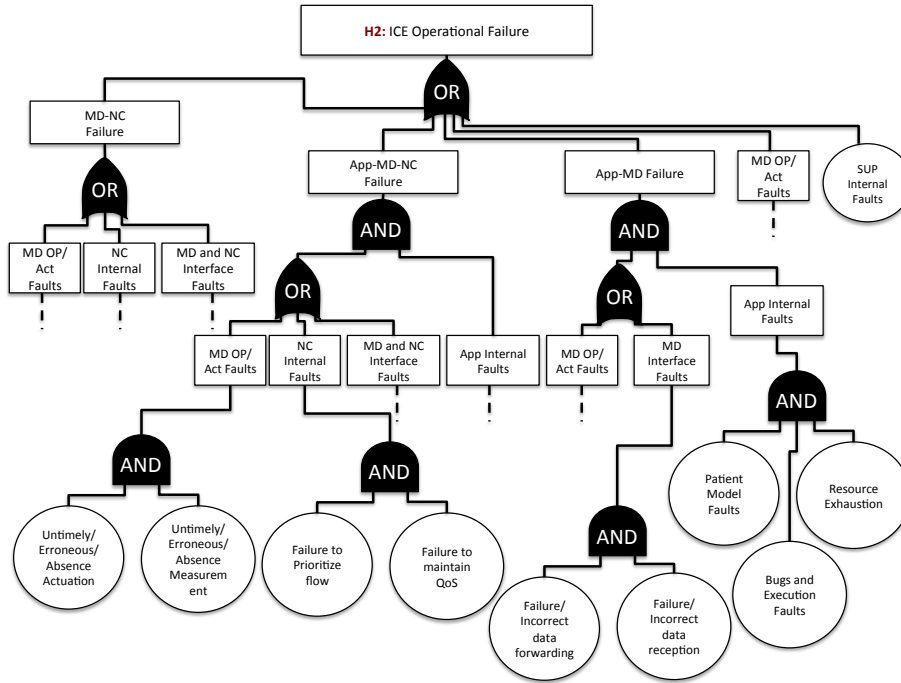 H2: ICE Operational Failure
OR
MD-NC
Failure
App-MD-NC
Failure
App-MD Failure
MD OP/
Act
Faults
SUP
Internal
Faults
OR
AND
AND
MD OP/
Act
Faults
NC
Internal
Faults
MD and NC
Interface
Faults
OR
OR
App Internal
Faults
MD OP/
Act Faults
NC
Internal
Faults
MD and NC
Interface
Faults
App Internal
Faults
MD OP/
Act Faults
MD
Interface
Faults
AND
AND
AND
Patient
Model
Faults
Resource
Exhaustion
Untimely/
Erroneous/
Absence
Actuation
Untimely/
Erroneous/
Absence
Measurem
ent
Failure to
Prioritize
flow
Failure to
maintain
QoS
AND
Bugs and
Execution
Faults
Failure/
Incorrect
data
forwarding
Failure/
Incorrect
data
reception